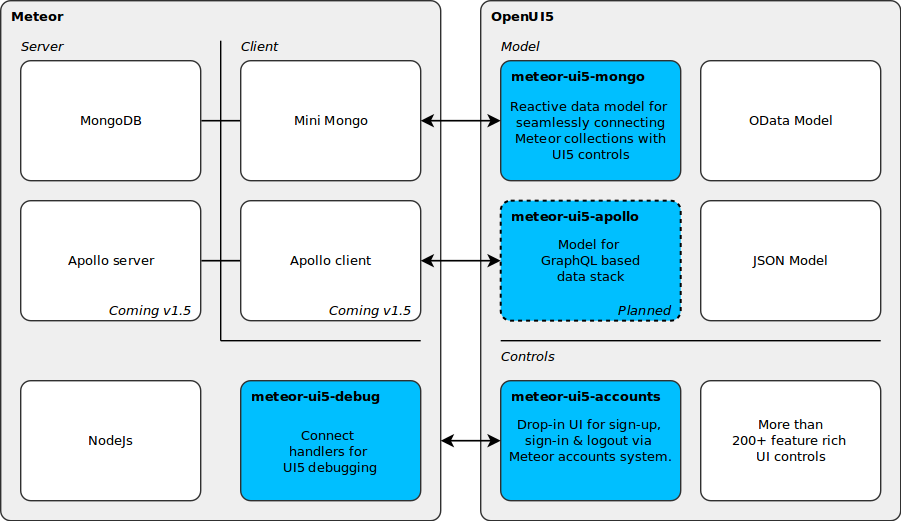 Meteor
Server
Client
MongoDB
Mini Mongo
Apollo server
Coming v1.5
Apollo client
Coming v1.5
NodeJs
meteor-ui5-debug
Connect
handlers for
UI5 debugging
OpenUI5
Model
meteor-ui5-mongo
Reactive data model for
seamlessly connecting
Meteor collections with
UI5 controls
OData Model
meteor-ui5-apollo
Model for
GraphQL based
data stack
Planned
JSON Model
Controls
meteor-ui5-accounts
Drop-in UI for sign-up,
sign-in & logout via
Meteor accounts system.
More than
200+ feature rich
UI controls